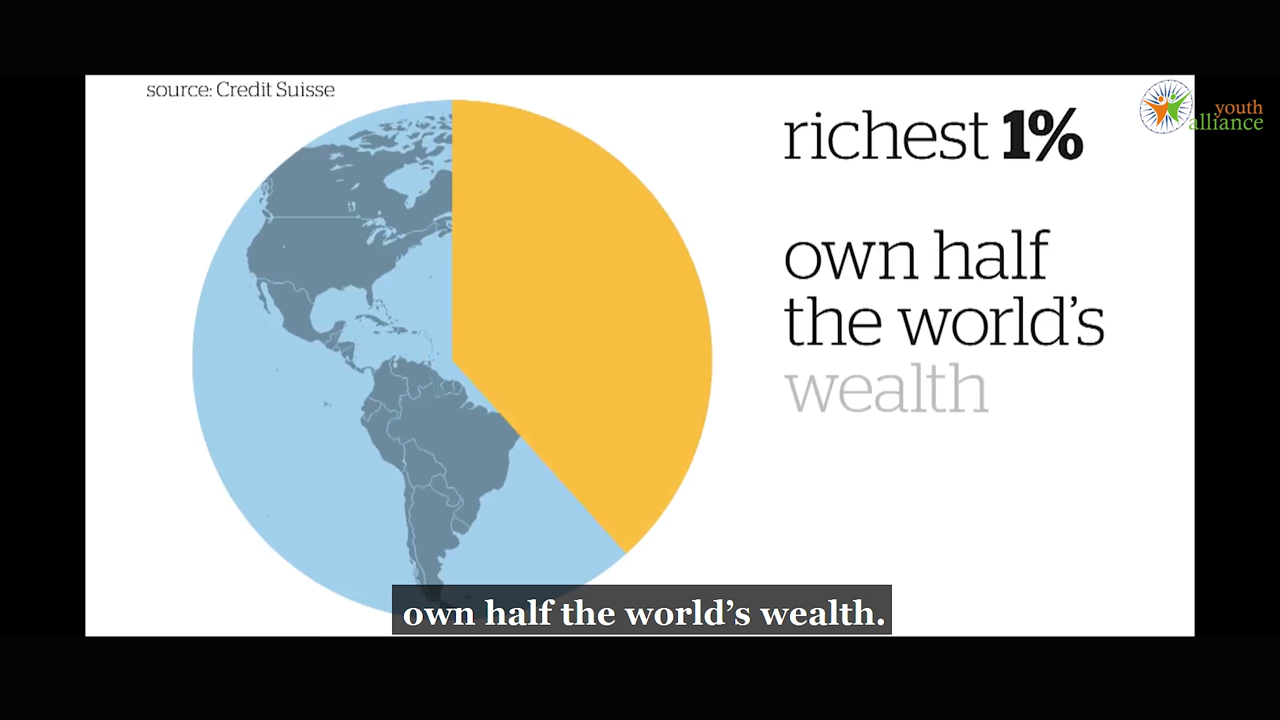 source: Credit Suisse
richest 1%
youth
alliance
own half
the world's
wealth
own half the world’s wealth.